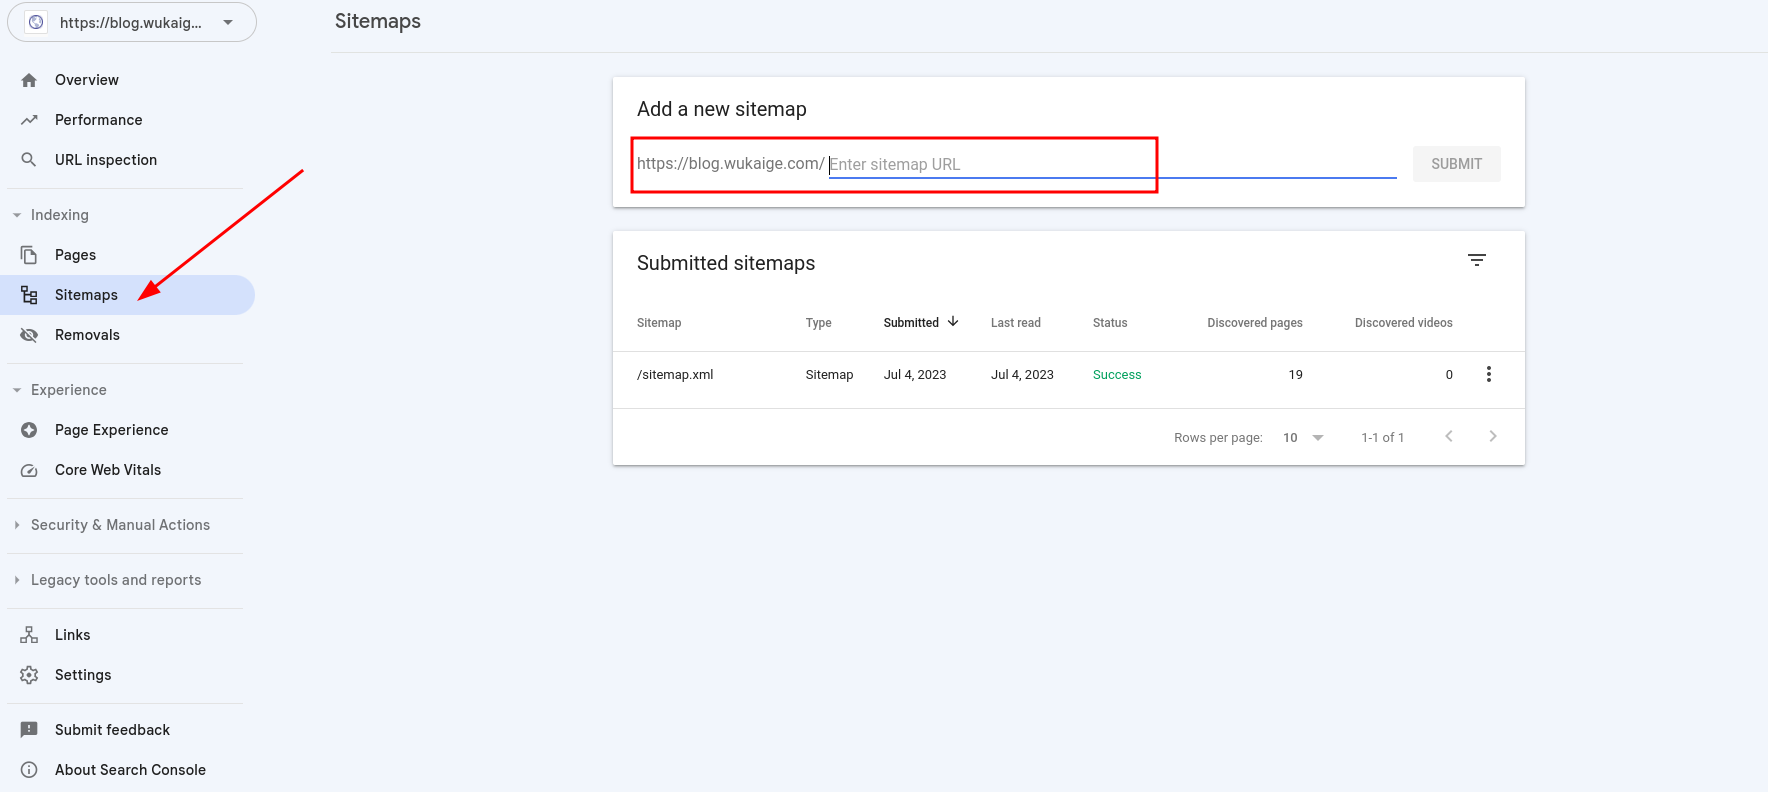 https://blog.wukaig...
Overview
Performance
URL inspection
Indexing
Pages
Sitemaps
Removals
Experience
Page Experience
Core Web Vitals
Security & Manual Actions
Legacy tools and reports
Links
Settings
Submit feedback
About Search Console
Sitemaps
Add a new sitemap
https://blog.wukaige.com/ Enter sitemap URL SUBMIT
Submitted sitemaps
Sitemap Type Submitted Last read Status Discovered pages Discovered videos
/sitemap.xml Sitemap Jul 4, 2023 Jul 4, 2023 Success 19 0
Rows per page: 10 1-1 of 1